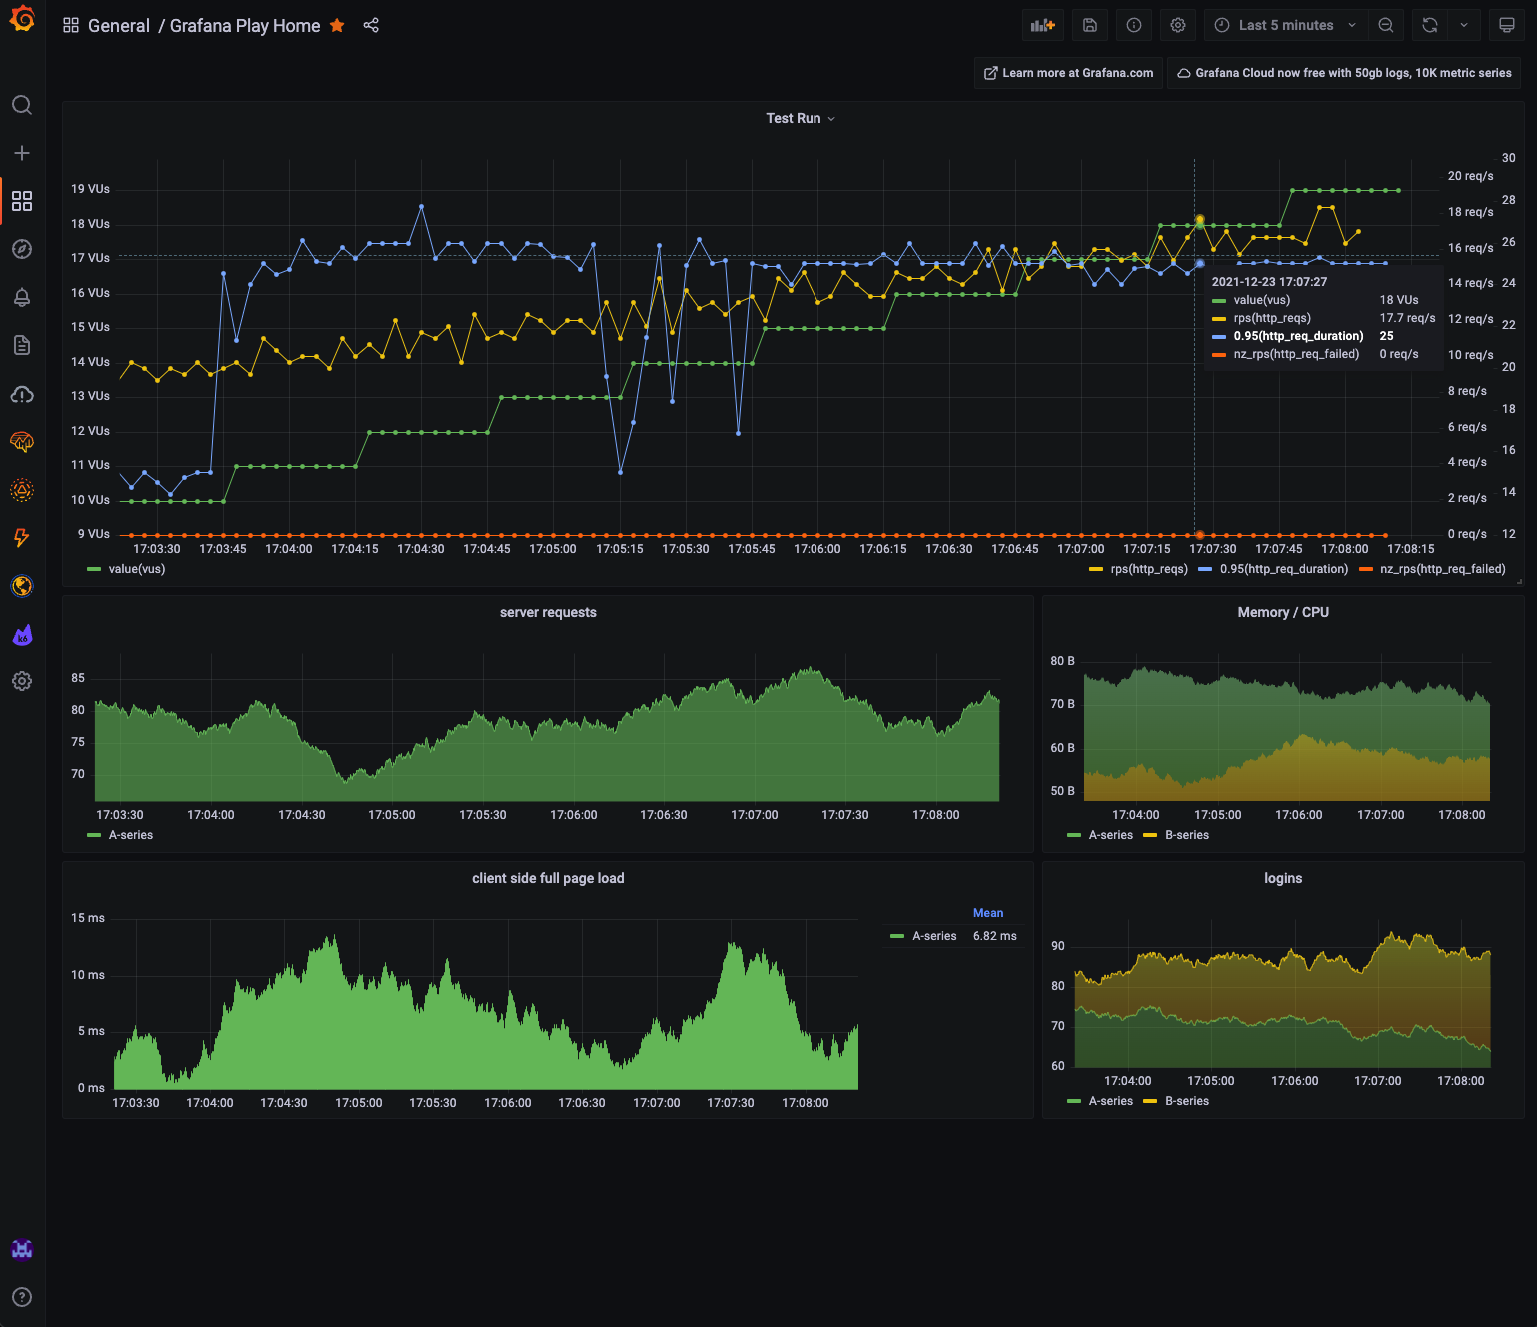 General / Grafana Play Home
Last 5 minutes
Learn more at Grafana.com
Grafana Cloud now free with 50gb logs, 10K metric series
Test Run
19 VUs
18 VUs
17 VUs
16 VUs
15 VUs
14 VUs
13 VUs
12 VUs
11 VUs
10 VUs
9 VUs
20 req/s
18 req/s
16 req/s
14 req/s
12 req/s
10 req/s
8 req/s
6 req/s
4 req/s
2 req/s
0 req/s
30
28
26
24
22
20
18
16
14
12
2021-12-23 17:07:27
value(vus) 18 VUs
rps(http_reqs) 17.7 req/s
0.95(http_req_duration) 25
nz_rps(http_req_failed) 0 req/s
17:03:30 17:03:45 17:04:00 17:04:15 17:04:30 17:04:45 17:05:00 17:05:15 17:05:30 17:05:45 17:06:00 17:06:15 17:06:30 17:06:45 17:07:00 17:07:15 17:07:30 17:07:45 17:08:00 17:08:15
value(vus) rps(http_reqs) 0.95(http_req_duration) nz_rps(http_req_failed)
server requests
85
80
75
70
17:03:30 17:04:00 17:04:30 17:05:00 17:05:30 17:06:00 17:06:30 17:07:00 17:07:30 17:08:00
A-series
Memory / CPU
80 B
70 B
60 B
50 B
17:04:00 17:05:00 17:06:00 17:07:00 17:08:00
A-series B-series
client side full page load
15 ms
10 ms
5 ms
0 ms
17:03:30 17:04:00 17:04:30 17:05:00 17:05:30 17:06:00 17:06:30 17:07:00 17:07:30 17:08:00
Mean
A-series 6.82 ms
logins
90
80
70
60
17:04:00 17:05:00 17:06:00 17:07:00 17:08:00
A-series B-series
k6